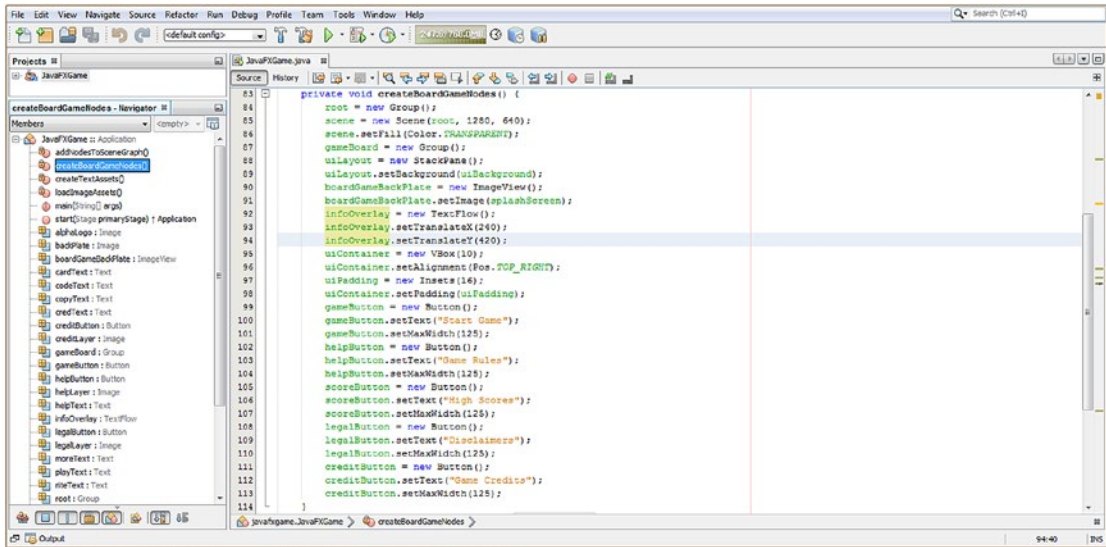 File Edit View Navigate Source Refactor Run Debug Profile Team Tools Window Help
Search (Ctrl+I)
<default config>
Projects
JavaFXGame
createBoardGameNodes - Navigator
Members
<empty>
JavaFXGame :: Application
addNodesToSceneGraph()
createBoardGameNodes()
createTextAssets()
loadImageAssets()
main(String[] args)
start(Stage primaryStage) ↑ Application
alphaLogo : Image
backPlate : Image
boardGameBackPlate : ImageView
cardText : Text
codeText : Text
copyText : Text
credText : Text
creditButton : Button
creditLayer : Image
gameBoard : Group
gameButton : Button
helpButton : Button
helpLayer : Image
helpText : Text
infoOverlay : TextFlow
legalButton : Button
legalLayer : Image
moreText : Text
playText : Text
riteText : Text
root : Group
JavaFXGame.java
Source History
83 private void createBoardGameNodes() {
84 root = new Group();
85 scene = new Scene(root, 1280, 640);
86 scene.setFill(Color.TRANSPARENT);
87 gameBoard = new Group();
88 uiLayout = new StackPane();
89 uiLayout.setBackground(uiBackground);
90 boardGameBackPlate = new ImageView();
91 boardGameBackPlate.setImage(splashScreen);
92 infoOverlay = new TextFlow();
93 infoOverlay.setTranslateX(240);
94 infoOverlay.setTranslateY(420);
95 uiContainer = new VBox(10);
96 uiContainer.setAlignment(Pos.TOP_RIGHT);
97 uiPadding = new Insets(16);
98 uiContainer.setPadding(uiPadding);
99 gameButton = new Button();
100 gameButton.setText("Start Game");
101 gameButton.setMaxWidth(125);
102 helpButton = new Button();
103 helpButton.setText("Game Rules");
104 helpButton.setMaxWidth(125);
105 scoreButton = new Button();
106 scoreButton.setText("High Scores");
107 scoreButton.setMaxWidth(125);
108 legalButton = new Button();
109 legalButton.setText("Disclaimers");
110 legalButton.setMaxWidth(125);
111 creditButton = new Button();
112 creditButton.setText("Game Credits");
113 creditButton.setMaxWidth(125);
114 }
javafxgame.JavaFXGame
createBoardGameNodes
Output
94:40
INS